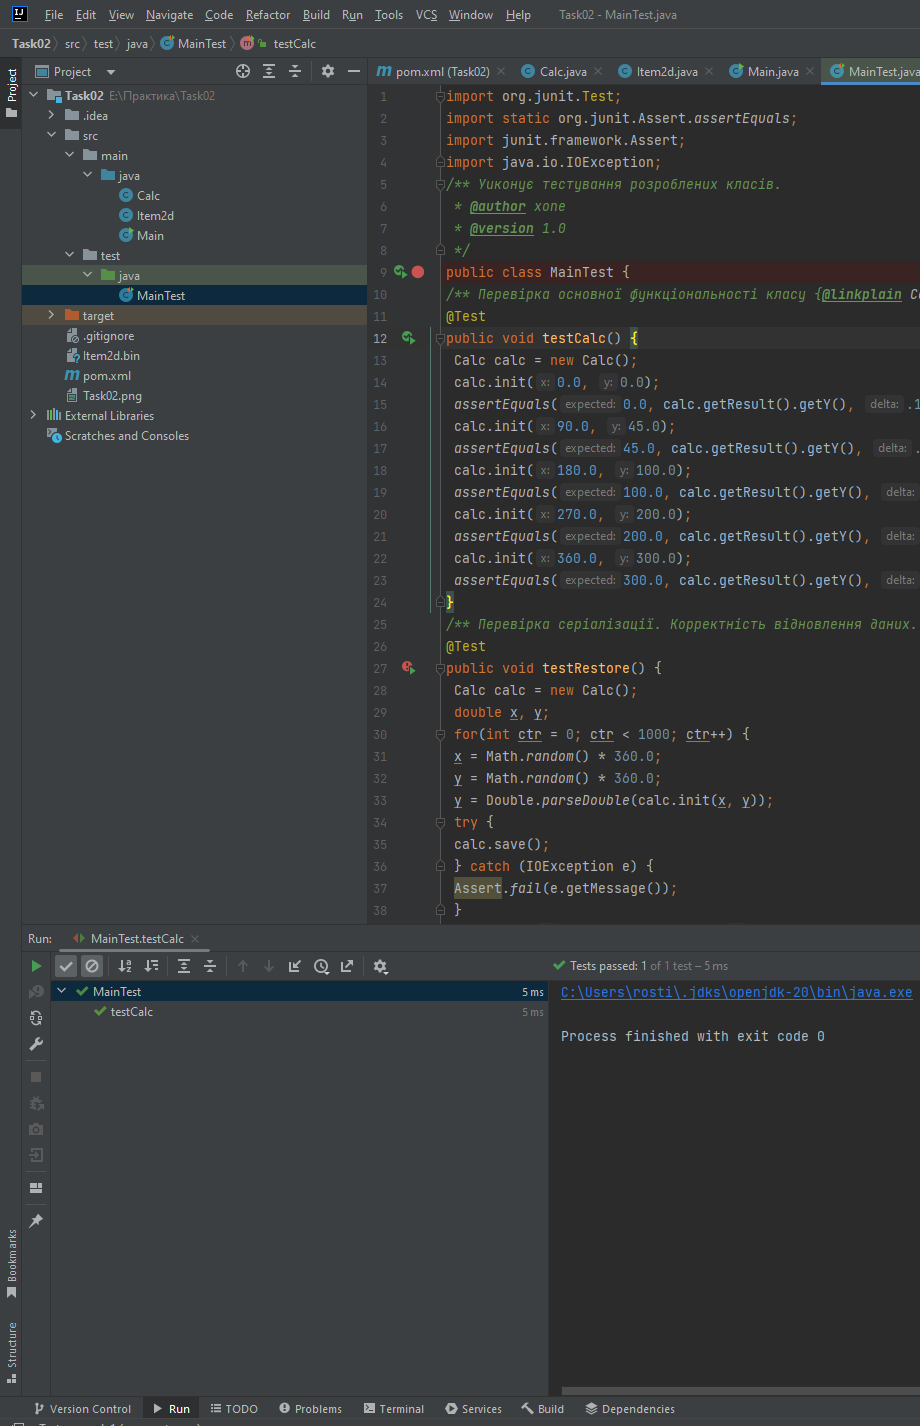 File Edit View Navigate Code Refactor Build Run Tools VCS Window Help Task02 - MainTest.java
Task02 src test java MainTest testCalc
Project
Project
pom.xml (Task02) Calc.java Item2d.java Main.java MainTest.java
Task02 E:\Практика\Task02
.idea
src
main
java
Calc
Item2d
Main
test
java
MainTest
target
.gitignore
Item2d.bin
pom.xml
Task02.png
External Libraries
Scratches and Consoles
1 import org.junit.Test;
2 import static org.junit.Assert.assertEquals;
3 import junit.framework.Assert;
4 import java.io.IOException;
5 /** Уиконує тестування розроблених класів.
6 * @author xone
7 * @version 1.0
8 */
9 public class MainTest {
10 /** Перевірка основної функціональності класу {@linkplain C
11 @Test
12 public void testCalc() {
13 Calc calc = new Calc();
14 calc.init( x: 0.0, y: 0.0);
15 assertEquals( expected: 0.0, calc.getResult().getY(), delta: .1
16 calc.init( x: 90.0, y: 45.0);
17 assertEquals( expected: 45.0, calc.getResult().getY(), delta: .
18 calc.init( x: 180.0, y: 100.0);
19 assertEquals( expected: 100.0, calc.getResult().getY(), delta:
20 calc.init( x: 270.0, y: 200.0);
21 assertEquals( expected: 200.0, calc.getResult().getY(), delta:
22 calc.init( x: 360.0, y: 300.0);
23 assertEquals( expected: 300.0, calc.getResult().getY(), delta:
24 }
25 /** Перевірка серіалізації. Корректність відновлення даних.
26 @Test
27 public void testRestore() {
28 Calc calc = new Calc();
29 double x, y;
30 for(int ctr = 0; ctr < 1000; ctr++) {
31 x = Math.random() * 360.0;
32 y = Math.random() * 360.0;
33 y = Double.parseDouble(calc.init(x, y));
34 try {
35 calc.save();
36 } catch (IOException e) {
37 Assert.fail(e.getMessage());
38 }
Run: MainTest.testCalc
Tests passed: 1 of 1 test – 5 ms
MainTest 5 ms
testCalc 5 ms
C:\Users\rosti\.jdks\openjdk-20\bin\java.exe
Process finished with exit code 0
Bookmarks
Structure
Version Control Run TODO Problems Terminal Services Build Dependencies